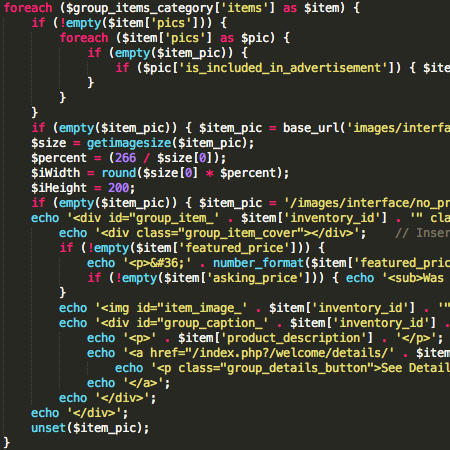 foreach ($group_items_category['items'] as $item) {
if (!empty($item['pics'])) {
foreach ($item['pics'] as $pic) {
if (empty($item_pic)) {
if ($pic['is_included_in_advertisement']) { $ite
}
}
}
if (empty($item_pic)) { $item_pic = base_url('images/interfa
$size = getimagesize($item_pic);
$percent = (266 / $size[0]);
$iWidth = round($size[0] * $percent);
$iHeight = 200;
if (empty($item_pic)) { $item_pic = '/images/interface/no_pr
echo '<div id="group_item_' . $item['inventory_id'] . '" cla
echo '<div class="group_item_cover"></div>'; // Inser
if (!empty($item['featured_price'])) {
echo '<p>&#36;' . number_format($item['featured_pric
if (!empty($item['asking_price'])) { echo '<sub>Was
}
echo '<img id="item_image_' . $item['inventory_id'] . '"
echo '<div id="group_caption_' . $item['inventory_id'] .
echo '<p>' . $item['product_description'] . '</p>';
echo '<a href="/index.php?/welcome/details/' . $item
echo '<p class="group_details_button">See Detail
echo '</a>';
echo '</div>';
echo '</div>';
unset($item_pic);
}